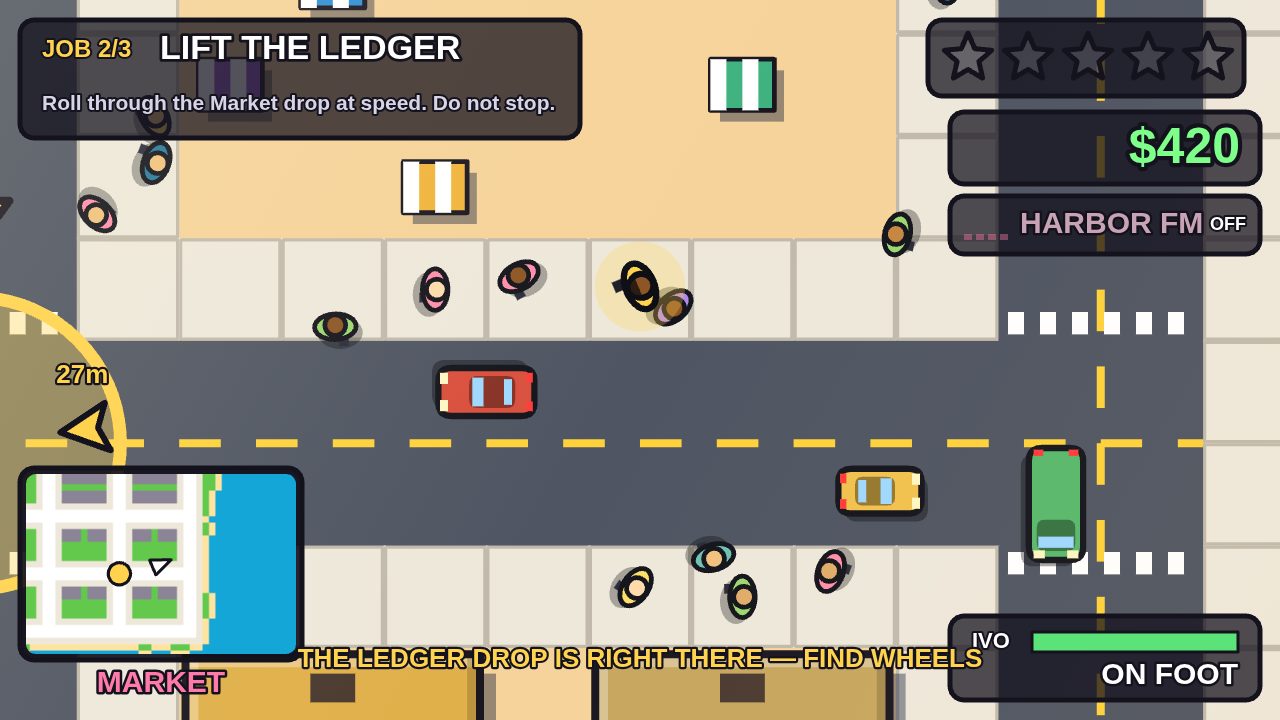 JOB 2/3 LIFT THE LEDGER
Roll through the Market drop at speed. Do not stop.
$420
HARBOR FM OFF
27m
THE LEDGER DROP IS RIGHT THERE — FIND WHEELS
MARKET
IVO
ON FOOT